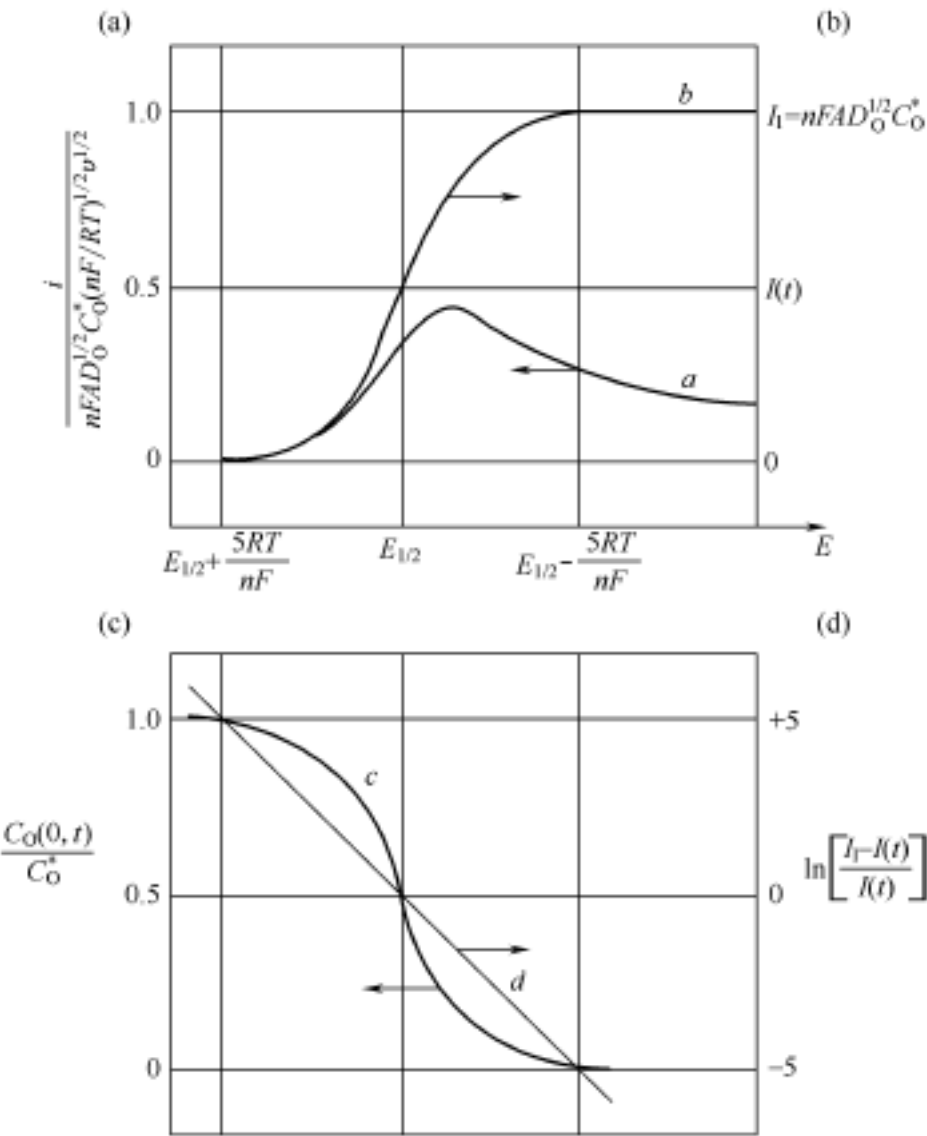 (a) (b)
1.0
b
I_l=nFAD_O^{1/2}C_O^*
i
nFAD_O^{1/2}C_O^*(nF/RT)^{1/2}υ^{1/2}
0.5
I(t)
a
0
0
E_{1/2}+5RT/nF
E_{1/2}
E_{1/2}−5RT/nF
E
(c) (d)
1.0
+5
c
C_O(0, t)
C_O^*
0.5
0
ln[I_l−I(t)/I(t)]
d
0
−5